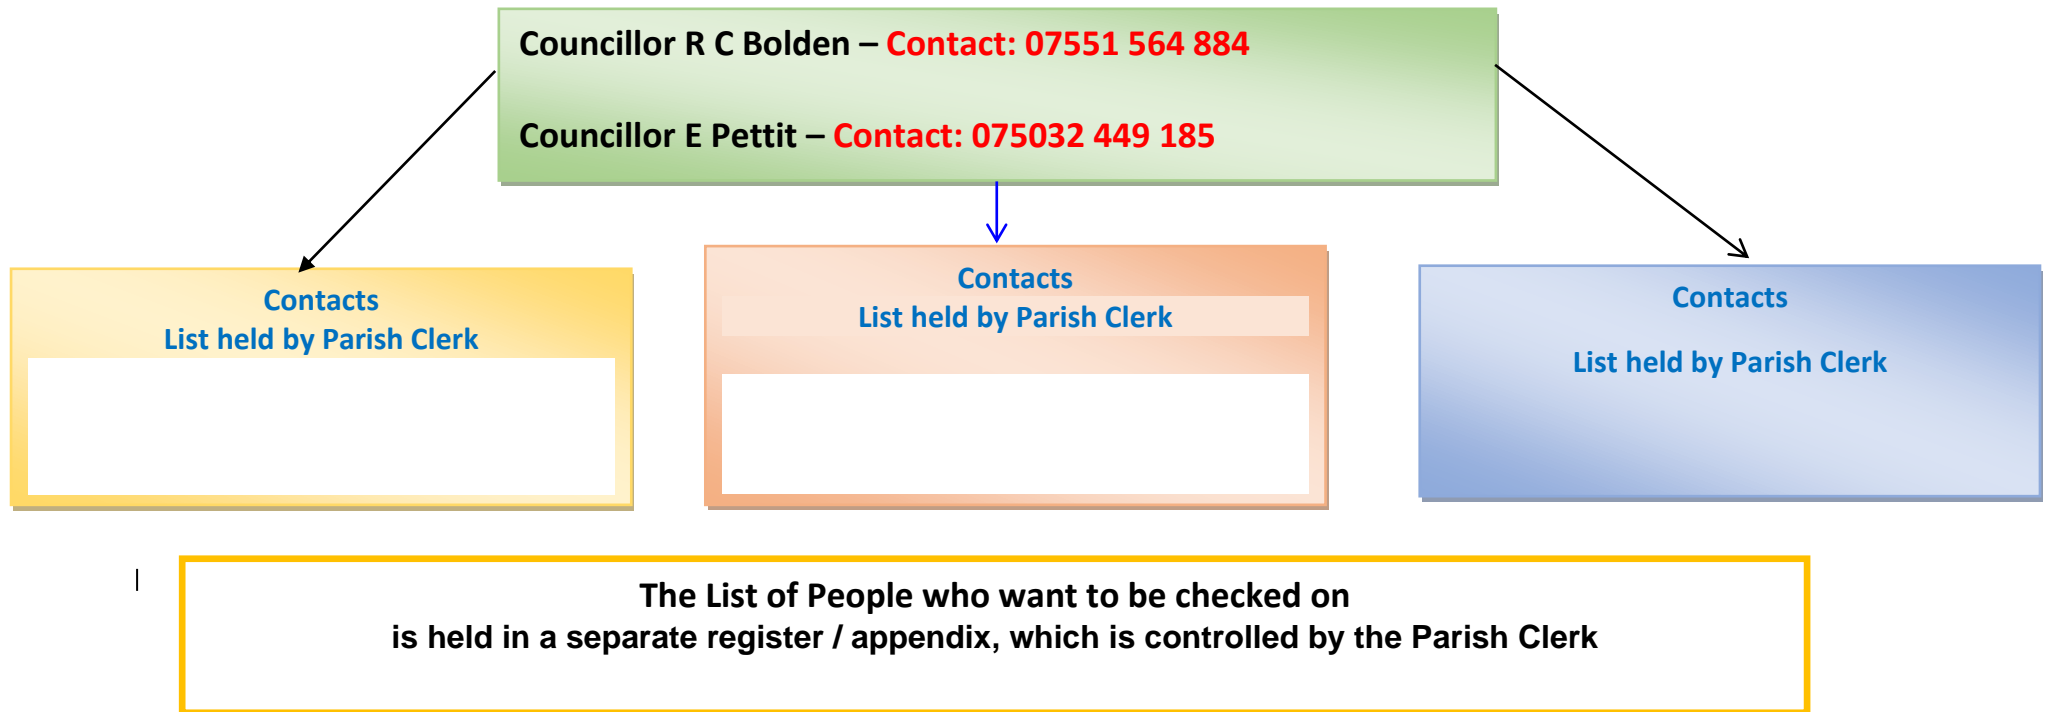 Councillor R C Bolden – Contact: 07551 564 884
Councillor E Pettit – Contact: 075032 449 185
Contacts
List held by Parish Clerk
Contacts
List held by Parish Clerk
Contacts
List held by Parish Clerk
The List of People who want to be checked on
is held in a separate register / appendix, which is controlled by the Parish Clerk